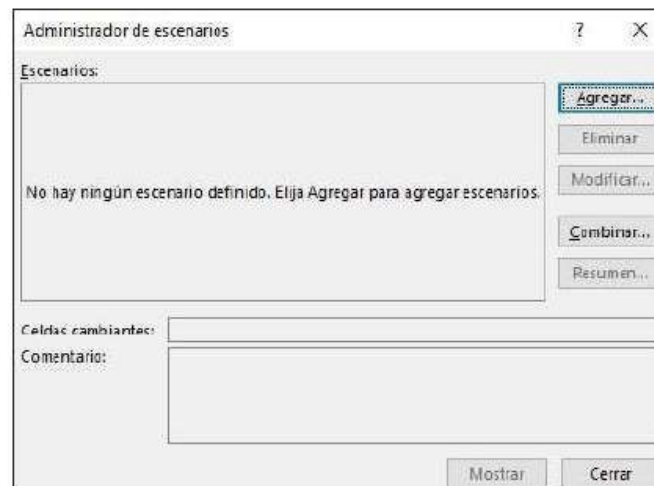 Administrador de escenarios ? X
Escenarios:
Agregar...
Eliminar
No hay ningún escenario definido. Elija Agregar para agregar escenarios.
Modificar...
Combinar...
Resumen...
Celdas cambiantes:
Comentario:
Mostrar Cerrar